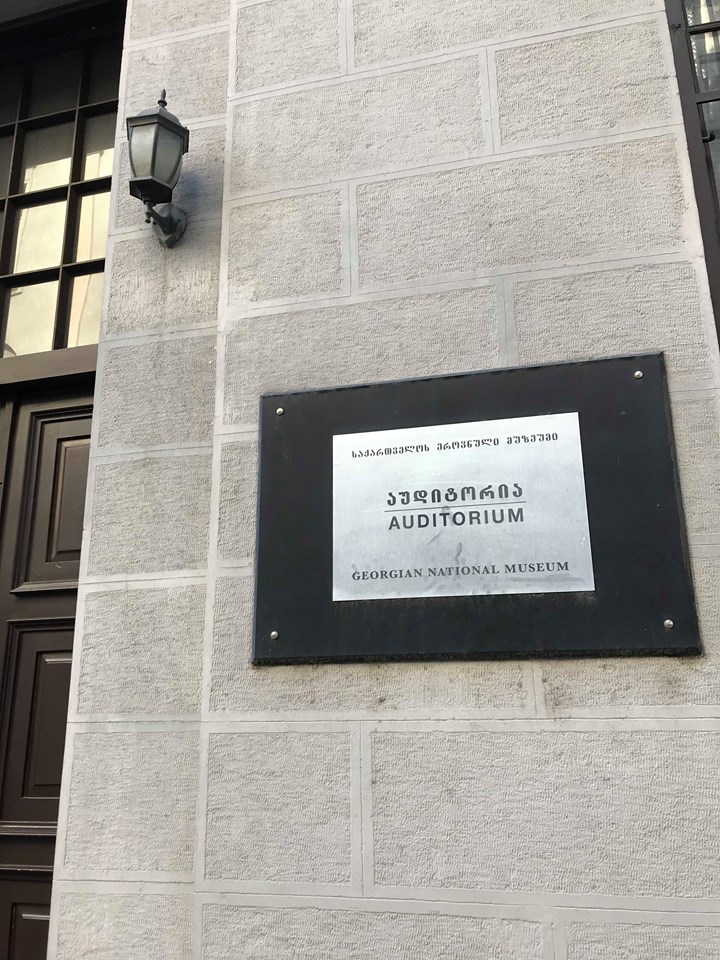 საქართველოს ეროვნული მუზეუმი
აუდიტორია
AUDITORIUM
GEORGIAN NATIONAL MUSEUM